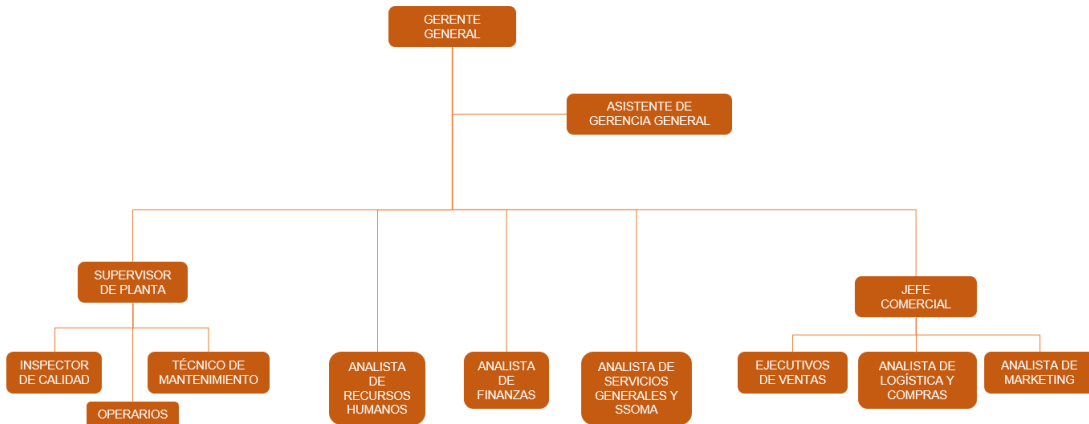 GERENTE
GENERAL
ASISTENTE DE
GERENCIA GENERAL
SUPERVISOR
DE PLANTA
JEFE
COMERCIAL
INSPECTOR
DE CALIDAD
TÉCNICO DE
MANTENIMIENTO
OPERARIOS
ANALISTA
DE
RECURSOS
HUMANOS
ANALISTA
DE
FINANZAS
ANALISTA DE
SERVICIOS
GENERALES Y
SSOMA
EJECUTIVOS
DE VENTAS
ANALISTA DE
LOGÍSTICA Y
COMPRAS
ANALISTA DE
MARKETING